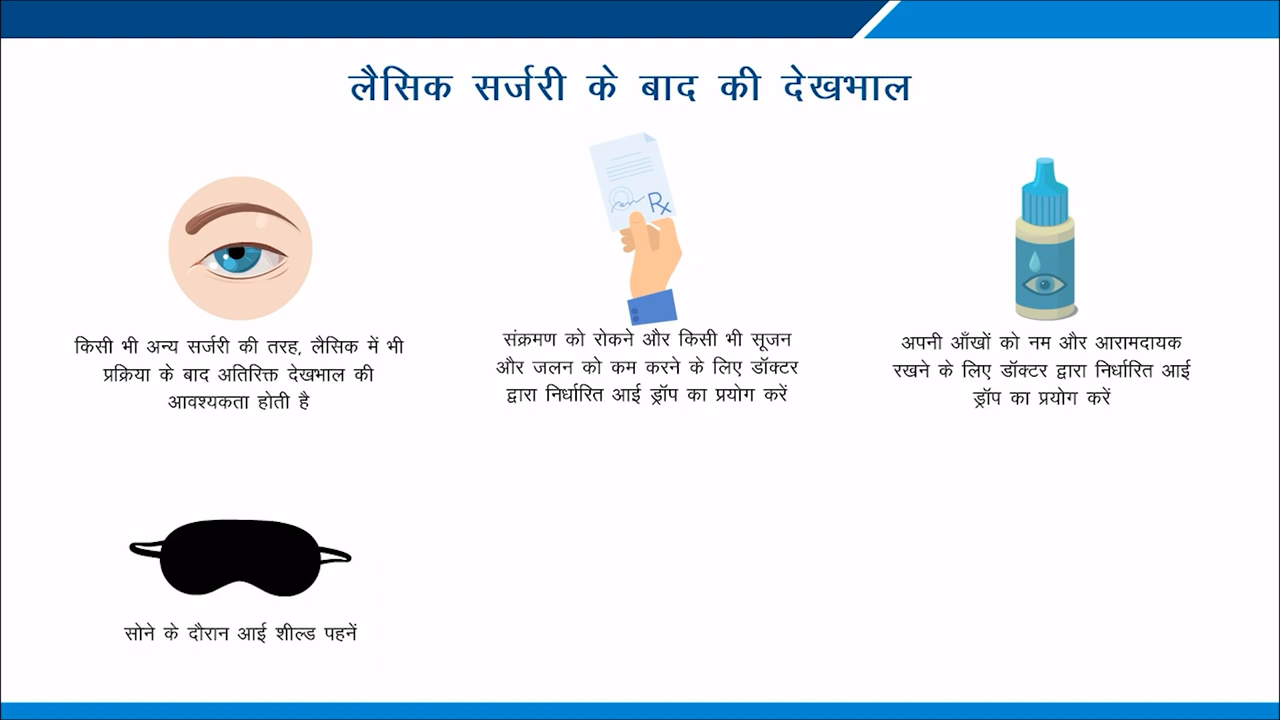 लैसिक सर्जरी के बाद की देखभाल
Rx
किसी भी अन्य सर्जरी की तरह, लैसिक में भी
प्रक्रिया के बाद अतिरिक्त देखभाल की
आवश्यकता होती है
संक्रमण को रोकने और किसी भी सूजन
और जलन को कम करने के लिए डॉक्टर
द्वारा निर्धारित आई ड्रॉप का प्रयोग करें
अपनी आँखों को नम और आरामदायक
रखने के लिए डॉक्टर द्वारा निर्धारित आई
ड्रॉप का प्रयोग करें
सोने के दौरान आई शील्ड पहनें